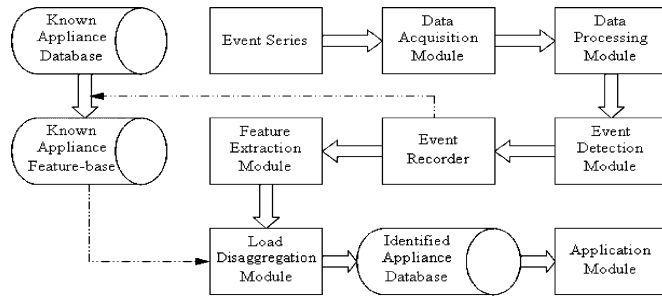 Known
Appliance
Database
Event Series
Data
Acquisition
Module
Data
Processing
Module
Known
Appliance
Feature-base
Feature
Extraction
Module
Event
Recorder
Event
Detection
Module
Load
Disaggregation
Module
Identified
Appliance
Database
Application
Module